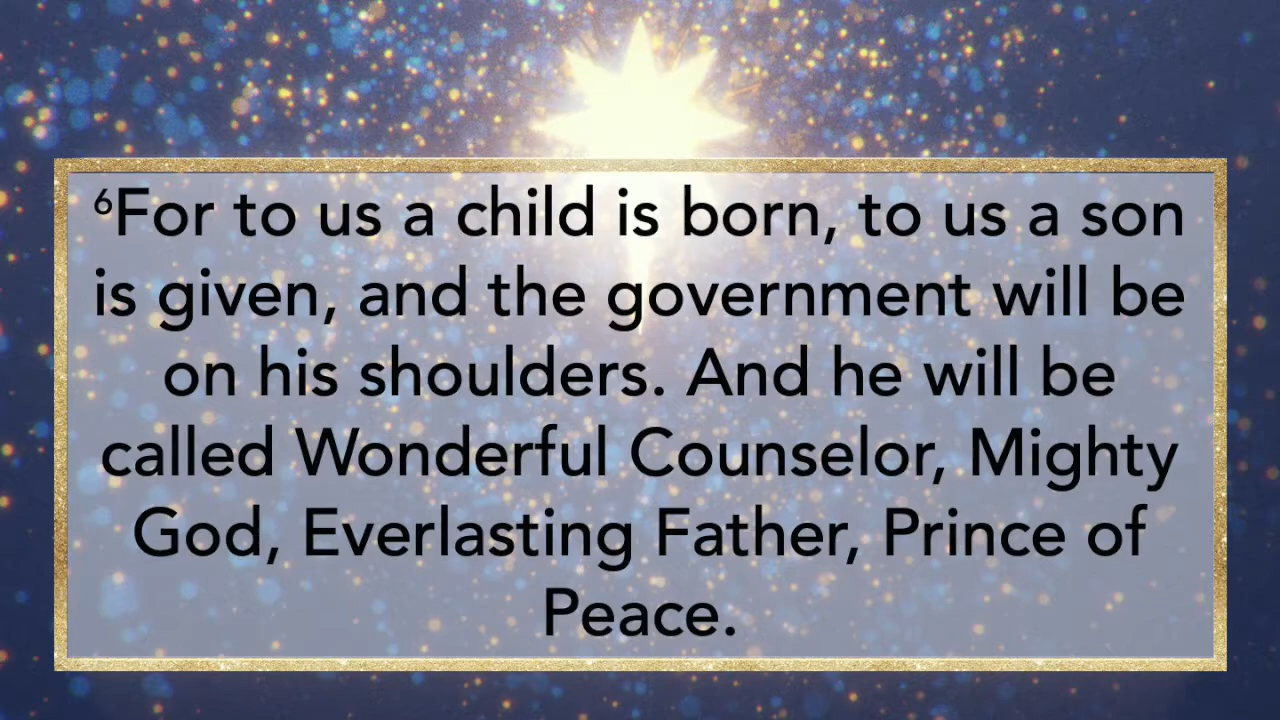 ⁶For to us a child is born, to us a son
is given, and the government will be
on his shoulders. And he will be
called Wonderful Counselor, Mighty
God, Everlasting Father, Prince of
Peace.